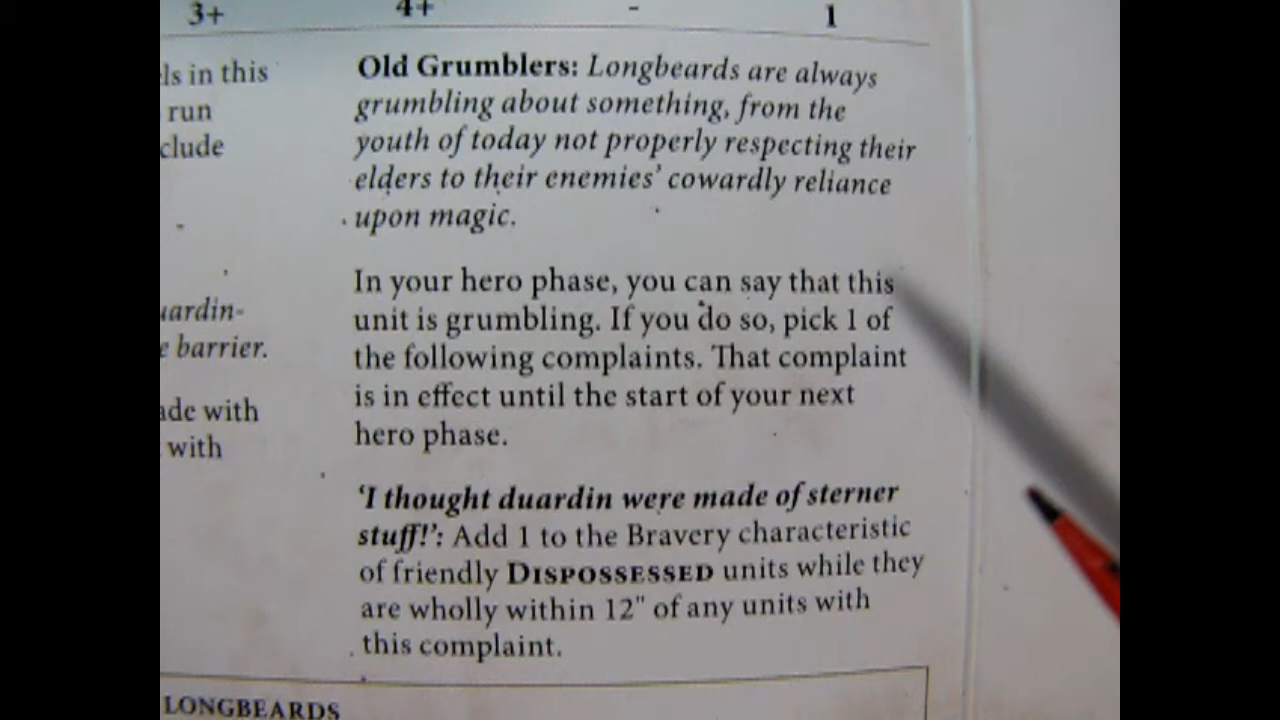 3+ 4+ - 1
ls in this
run
clude
uardin-
e barrier.
ade with
with
Old Grumblers: Longbeards are always
grumbling about something, from the
youth of today not properly respecting their
elders to their enemies' cowardly reliance
upon magic.
In your hero phase, you can say that this
unit is grumbling. If you do so, pick 1 of
the following complaints. That complaint
is in effect until the start of your next
hero phase.
'I thought duardin were made of sterner
stuff!': Add 1 to the Bravery characteristic
of friendly DISPOSSESSED units while they
are wholly within 12" of any units with
this complaint.
LONGBEARDS